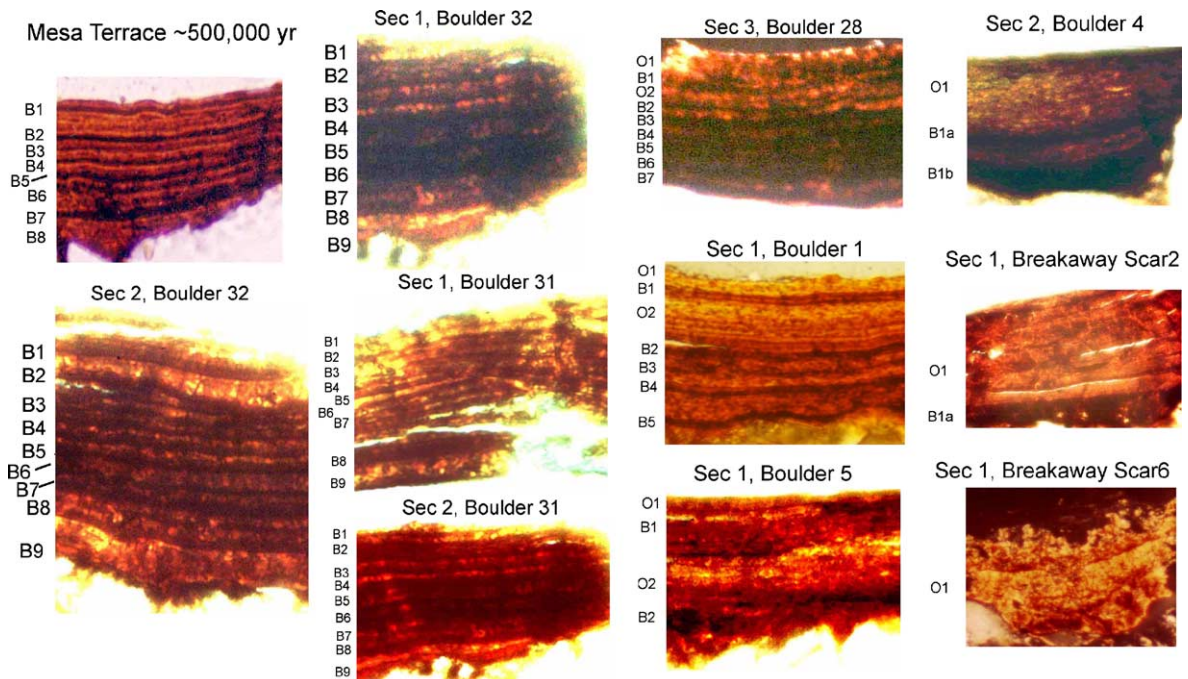 Mesa Terrace ~500,000 yr
B1
B2
B3
B4
B5
B6
B7
B8
Sec 1, Boulder 32
B1
B2
B3
B4
B5
B6
B7
B8
B9
Sec 3, Boulder 28
O1
B1
O2
B2
B3
B4
B5
B6
B7
Sec 2, Boulder 4
O1
B1a
B1b
Sec 2, Boulder 32
B1
B2
B3
B4
B5
B6
B7
B8
B9
Sec 1, Boulder 31
B1
B2
B3
B4
B5
B6
B7
B8
B9
Sec 1, Boulder 1
O1
B1
O2
B2
B3
B4
B5
Sec 1, Breakaway Scar2
O1
B1a
Sec 2, Boulder 31
B1
B2
B3
B4
B5
B6
B7
B8
B9
Sec 1, Boulder 5
O1
B1
O2
B2
Sec 1, Breakaway Scar6
O1